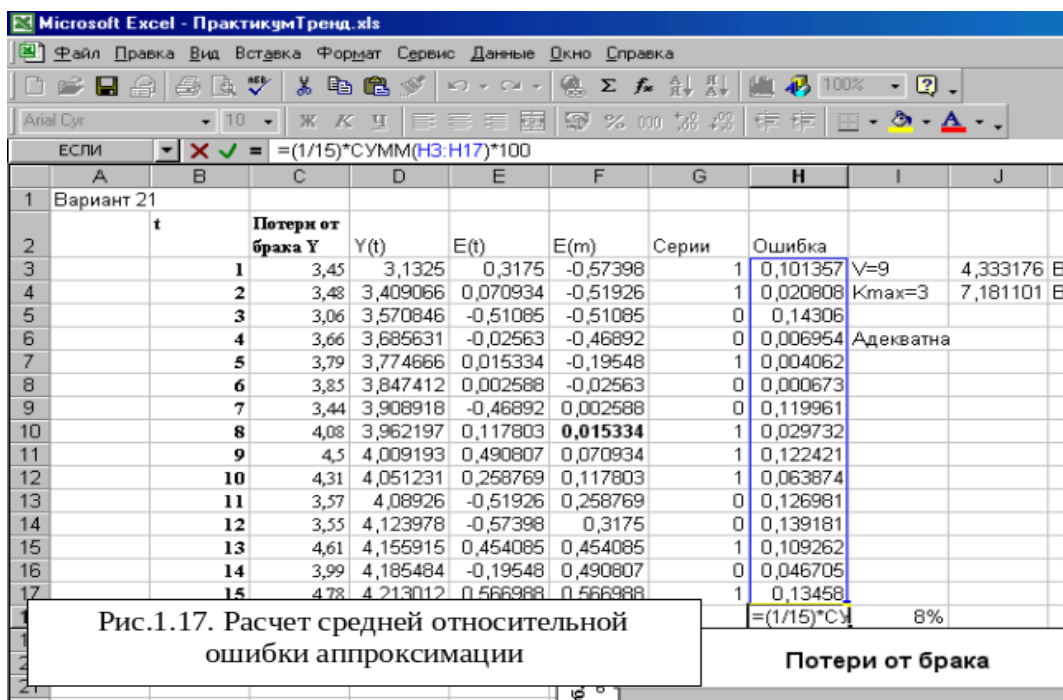 Microsoft Excel - ПрактикумТренд.xls
Файл Правка Вид Вставка Формат Сервис Данные Окно Справка
100%
Arial Cyr 10 Ж К Ч % 000
ЕСЛИ = =(1/15)*СУММ(H3:H17)*100
A B C D E F G H I J
1 Вариант 21
t Потери от
2 брака Y Y(t) E(t) E(m) Серии Ошибка
3 1 3,45 3,1325 0,3175 -0,57398 1 0,101357 V=9 4,333176 В
4 2 3,48 3,409066 0,070934 -0,51926 1 0,020808 Kmax=3 7,181101 В
5 3 3,06 3,570846 -0,51085 -0,51085 0 0,14306
6 4 3,66 3,685631 -0,02563 -0,46892 0 0,006954 Адекватна
7 5 3,79 3,774666 0,015334 -0,19548 1 0,004062
8 6 3,85 3,847412 0,002588 -0,02563 0 0,000673
9 7 3,44 3,908918 -0,46892 0,002588 0 0,119961
10 8 4,08 3,962197 0,117803 0,015334 1 0,029732
11 9 4,5 4,009193 0,490807 0,070934 1 0,122421
12 10 4,31 4,051231 0,258769 0,117803 1 0,063874
13 11 3,57 4,08926 -0,51926 0,258769 0 0,126981
14 12 3,55 4,123978 -0,57398 0,3175 0 0,139181
15 13 4,61 4,155915 0,454085 0,454085 1 0,109262
16 14 3,99 4,185484 -0,19548 0,490807 0 0,046705
17 15 4,78 4,213012 0,566988 0,566988 1 0,13458
=(1/15)*СУ 8%
Рис.1.17. Расчет средней относительной
ошибки аппроксимации
Потери от брака
21